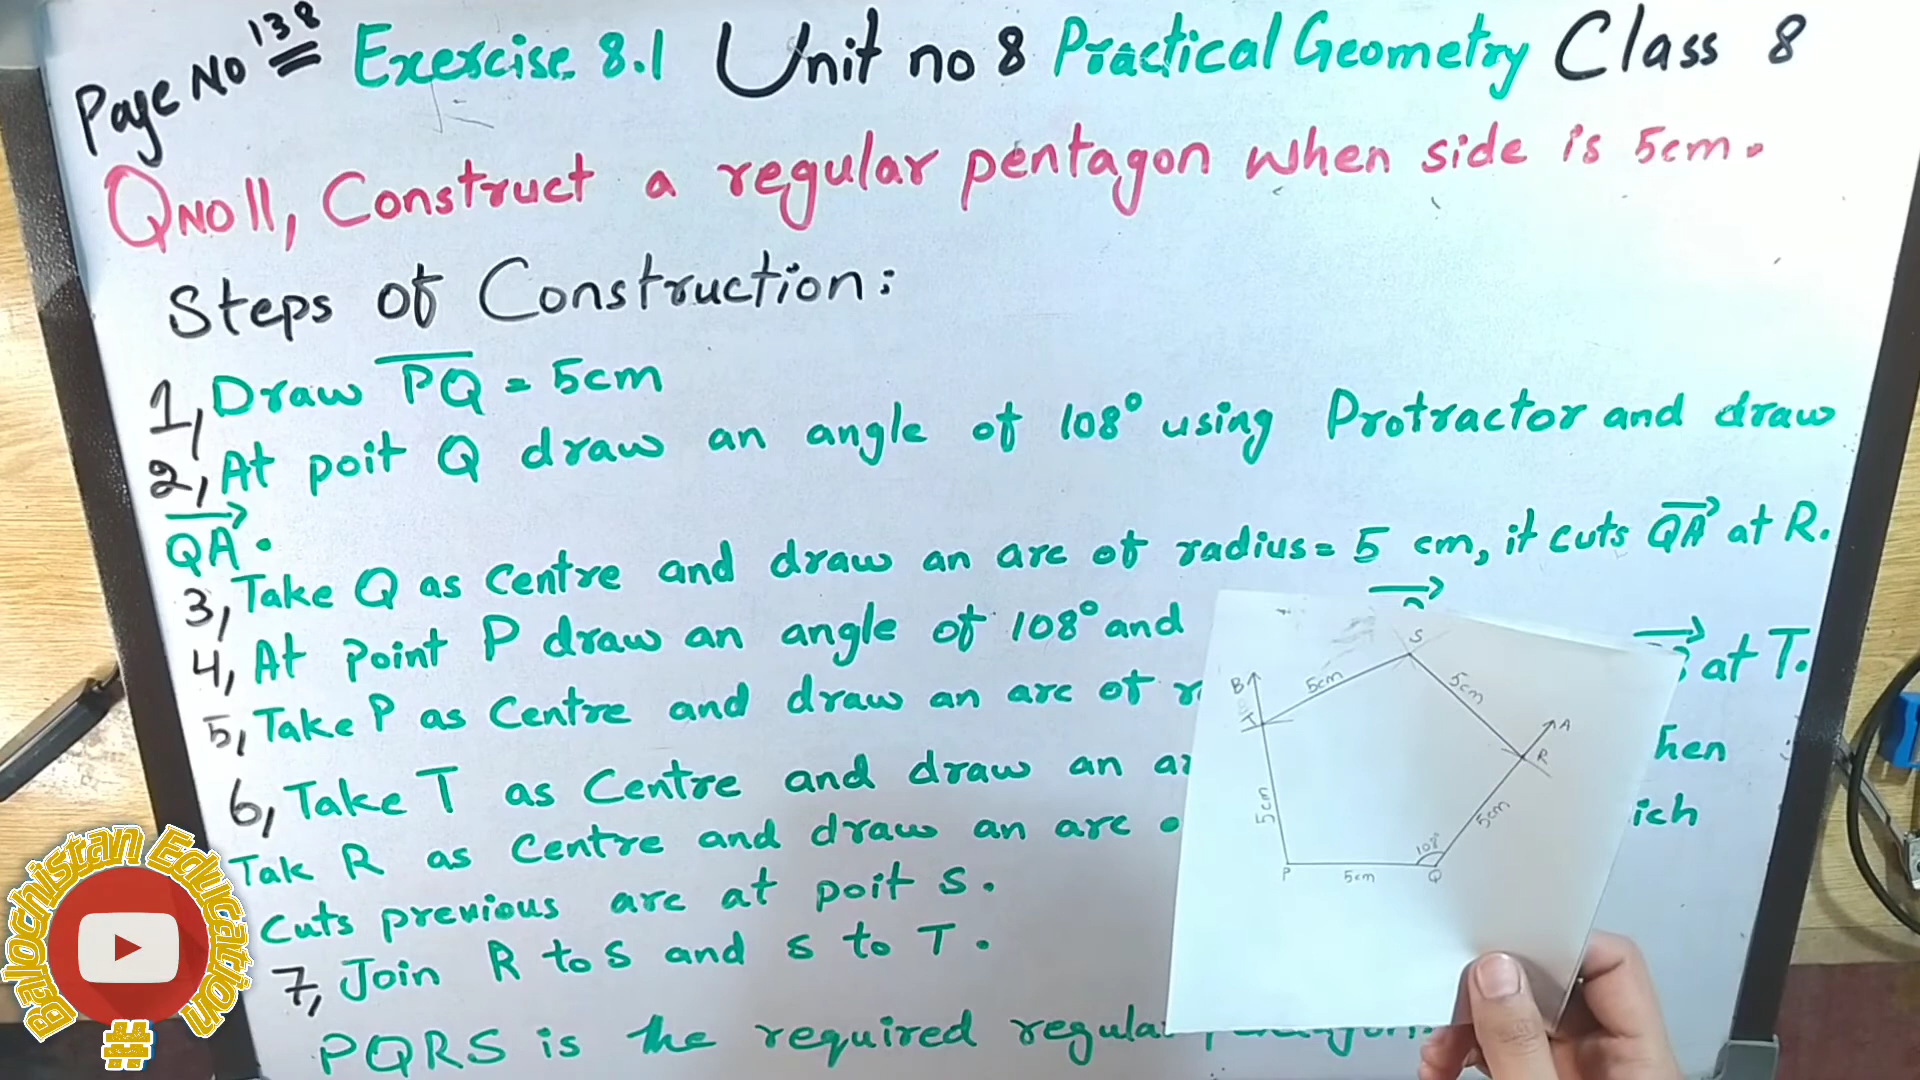 Page No 138 Exercise 8.1 Unit no 8 Practical Geometry Class 8
QNO11, Construct a regular pentagon when side is 5cm.
Steps of Construction:
1, Draw PQ = 5cm
2, At poit Q draw an angle of 108° using Protractor and draw
QA.
3, Take Q as Centre and draw an arc of radius = 5 cm, it cuts QA at R.
4, At point P draw an angle of 108° and
5, Take P as Centre and draw an arc of at T.
6, Take T as Centre and draw an
Tak R as Centre and draw an arc
cuts previous arc at poit S.
7, Join R to S and S to T.
PQRS is the required regular
S
B
5cm
5cm
T
A
R
5cm
5cm
108°
P
5cm
Q
Balochistan Education
#